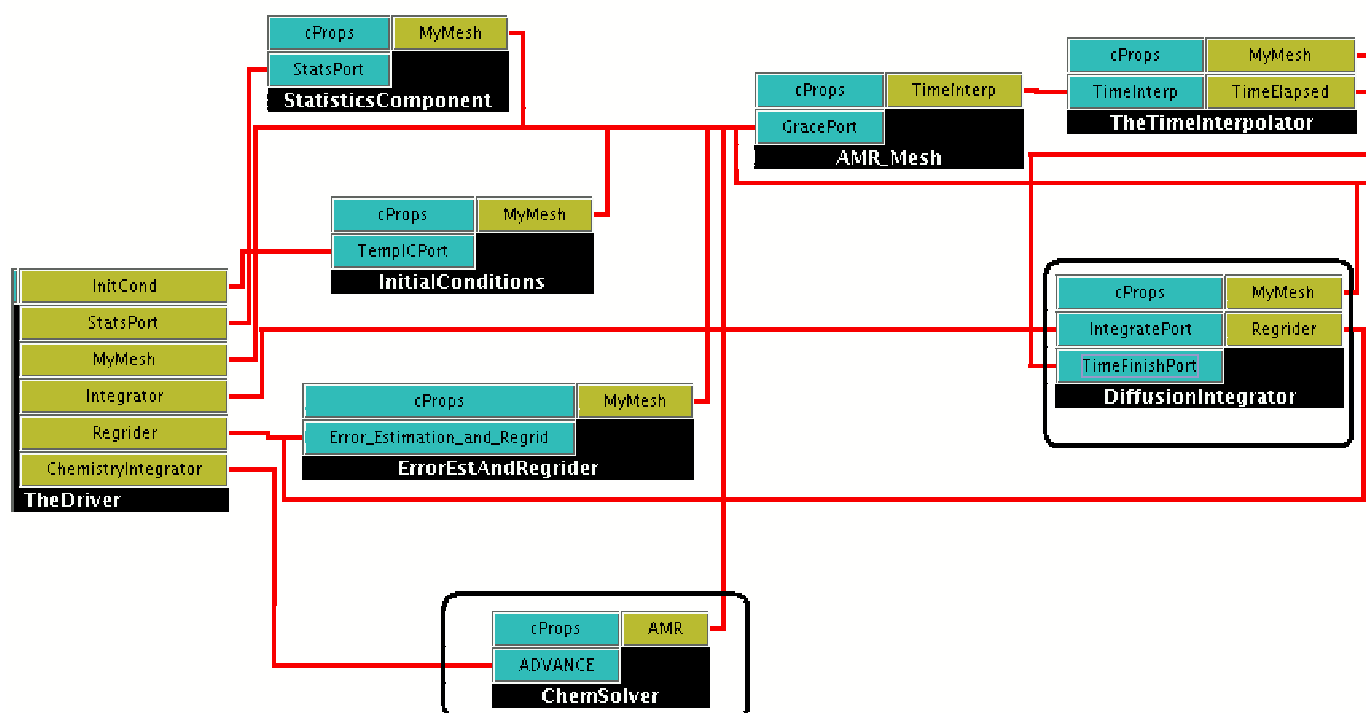 cProps MyMesh
StatsPort
StatisticsComponent
cProps MyMesh
TimeInterp TimeElapsed
TheTimeInterpolator
cProps TimeInterp
GracePort
AMR_Mesh
cProps MyMesh
TempICPort
InitialConditions
InitCond
StatsPort
MyMesh
Integrator
Regrider
ChemistryIntegrator
TheDriver
cProps MyMesh
IntegratePort Regrider
TimeFinishPort
DiffusionIntegrator
cProps MyMesh
Error_Estimation_and_Regrid
ErrorEstAndRegrider
cProps AMR
ADVANCE
ChemSolver